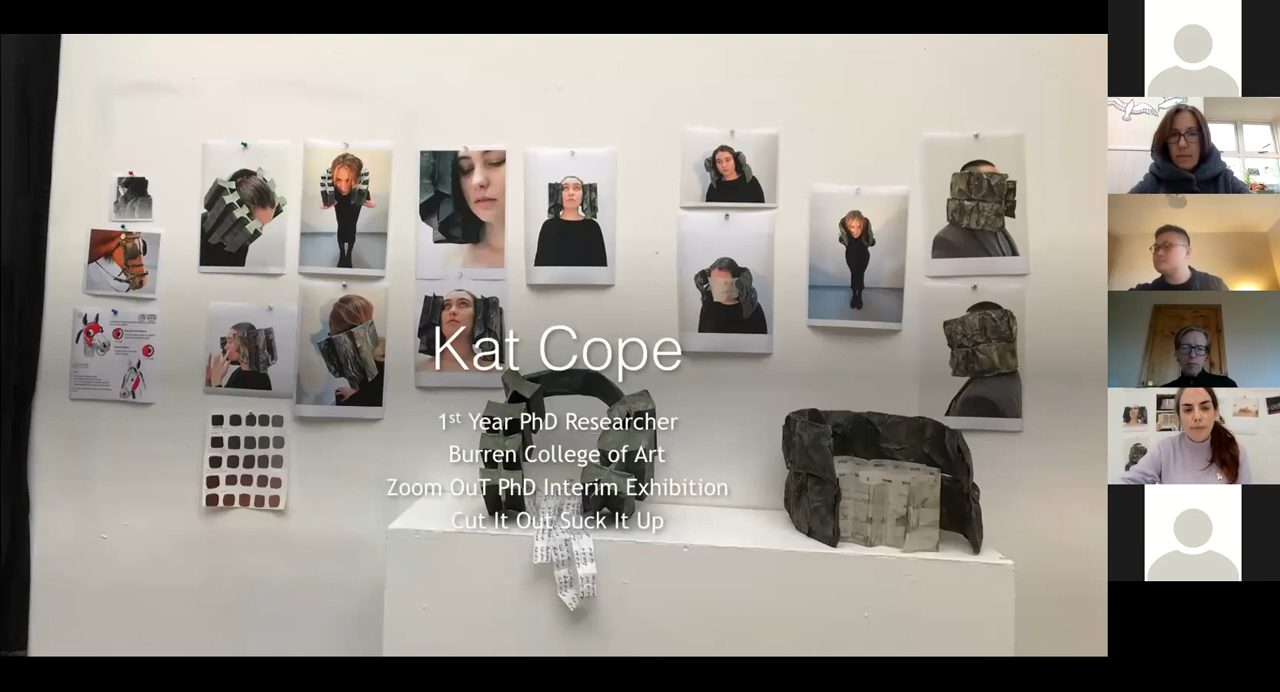 Kat Cope
1st Year PhD Researcher
Burren College of Art
Zoom OuT PhD Interim Exhibition
Cut It Out Suck It Up